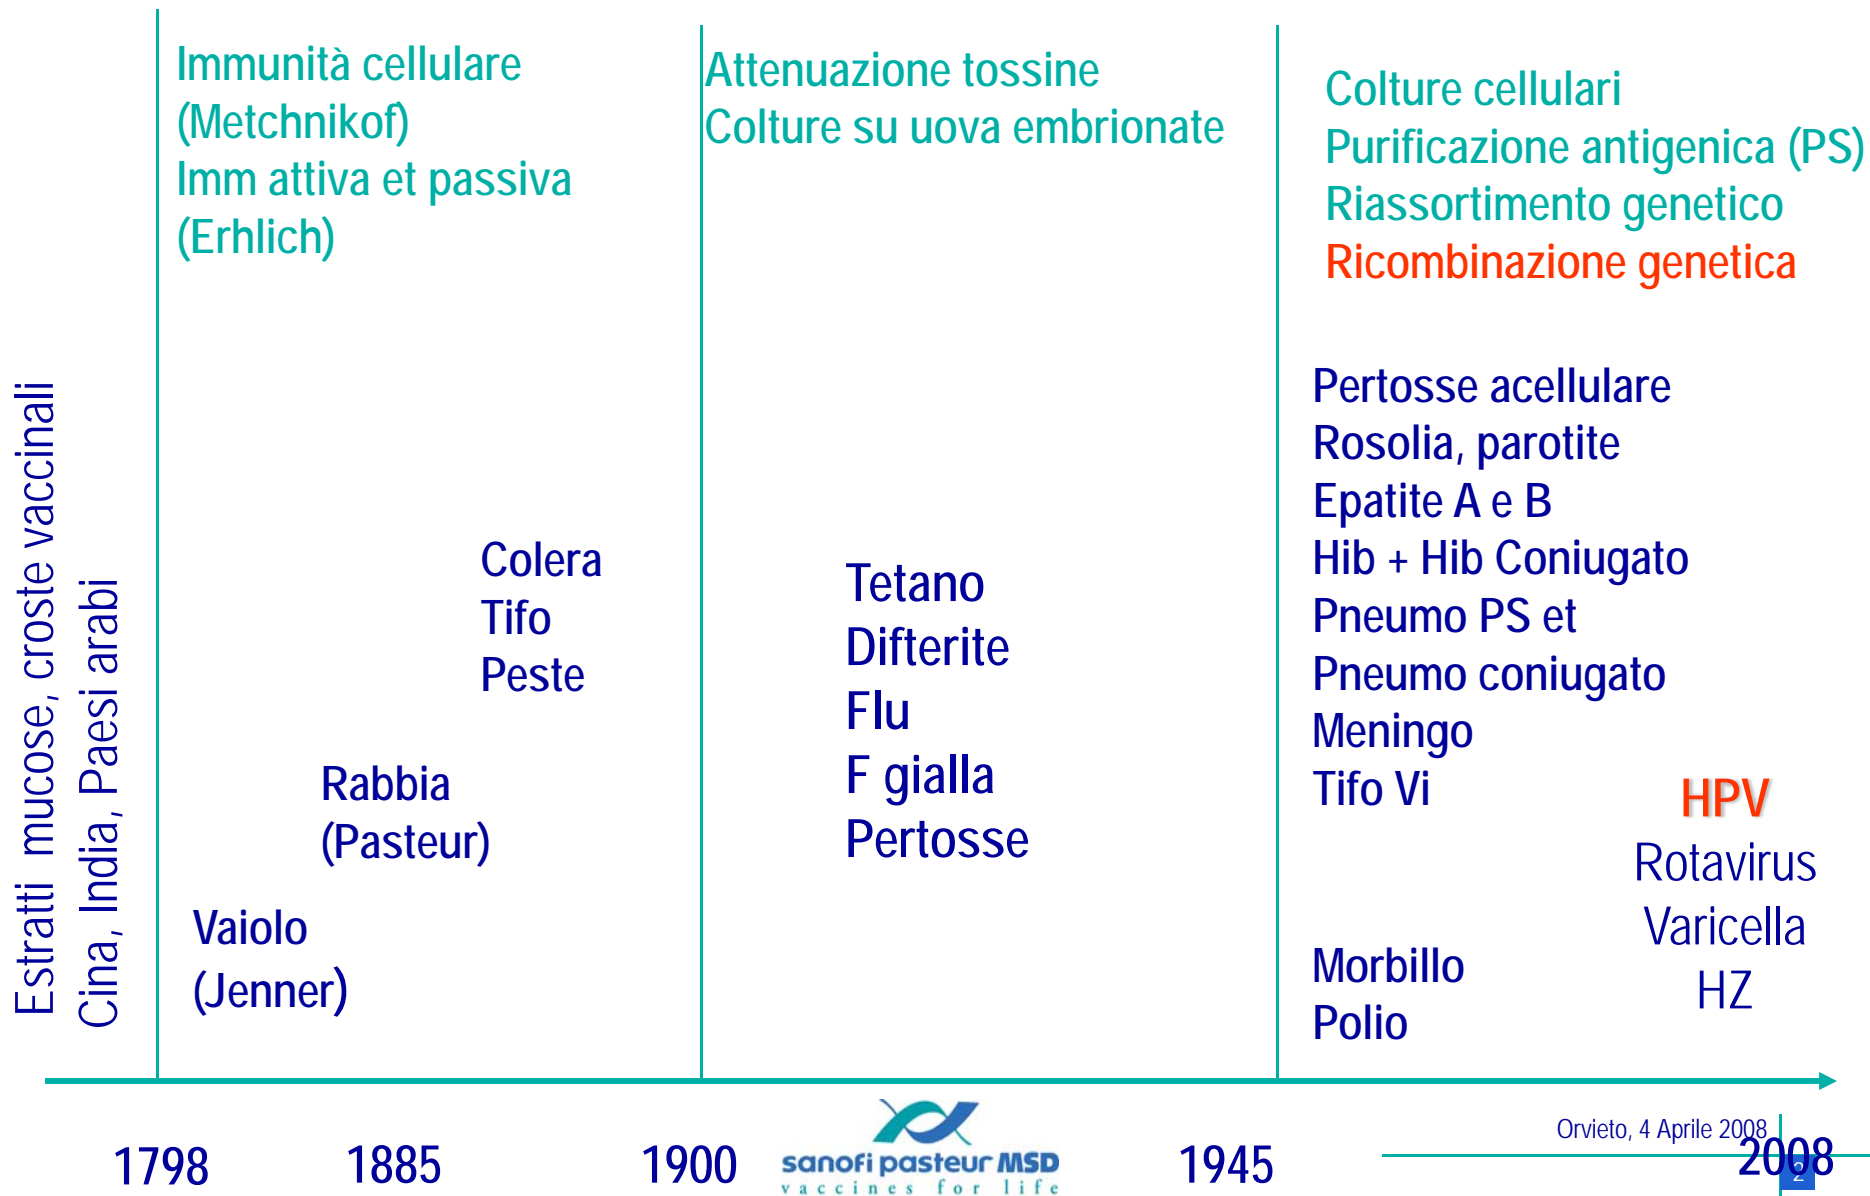 Estratti mucose, croste vaccinali
Cina, India, Paesi arabi
Immunità cellulare
(Metchnikof)
Imm attiva et passiva
(Erhlich)
Colera
Tifo
Peste
Rabbia
(Pasteur)
Vaiolo
(Jenner)
Attenuazione tossine
Colture su uova embrionate
Tetano
Difterite
Flu
F gialla
Pertosse
Colture cellulari
Purificazione antigenica (PS)
Riassortimento genetico
Ricombinazione genetica
Pertosse acellulare
Rosolia, parotite
Epatite A e B
Hib + Hib Coniugato
Pneumo PS et
Pneumo coniugato
Meningo
Tifo Vi
Morbillo
Polio
HPV
Rotavirus
Varicella
HZ
1798
1885
1900
sanofi pasteur MSD
vaccines for life
1945
Orvieto, 4 Aprile 2008
2008
2